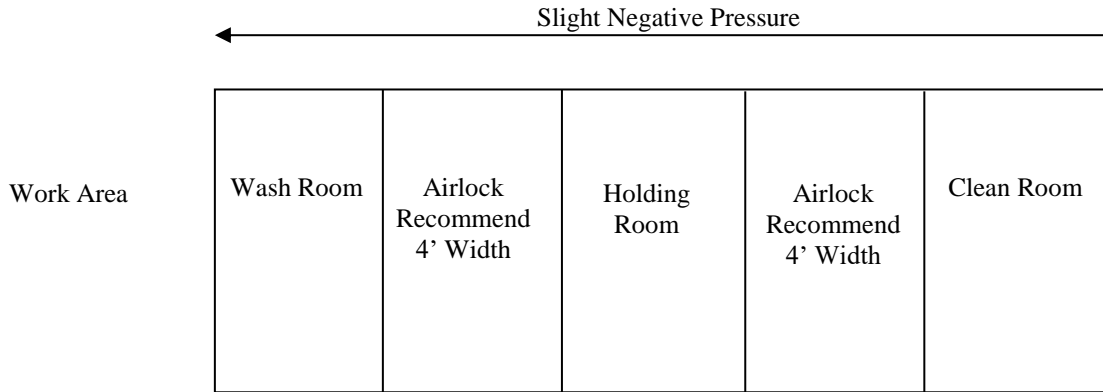 Slight Negative Pressure
Work Area
Wash Room
Airlock
Recommend
4’ Width
Holding
Room
Airlock
Recommend
4’ Width
Clean Room